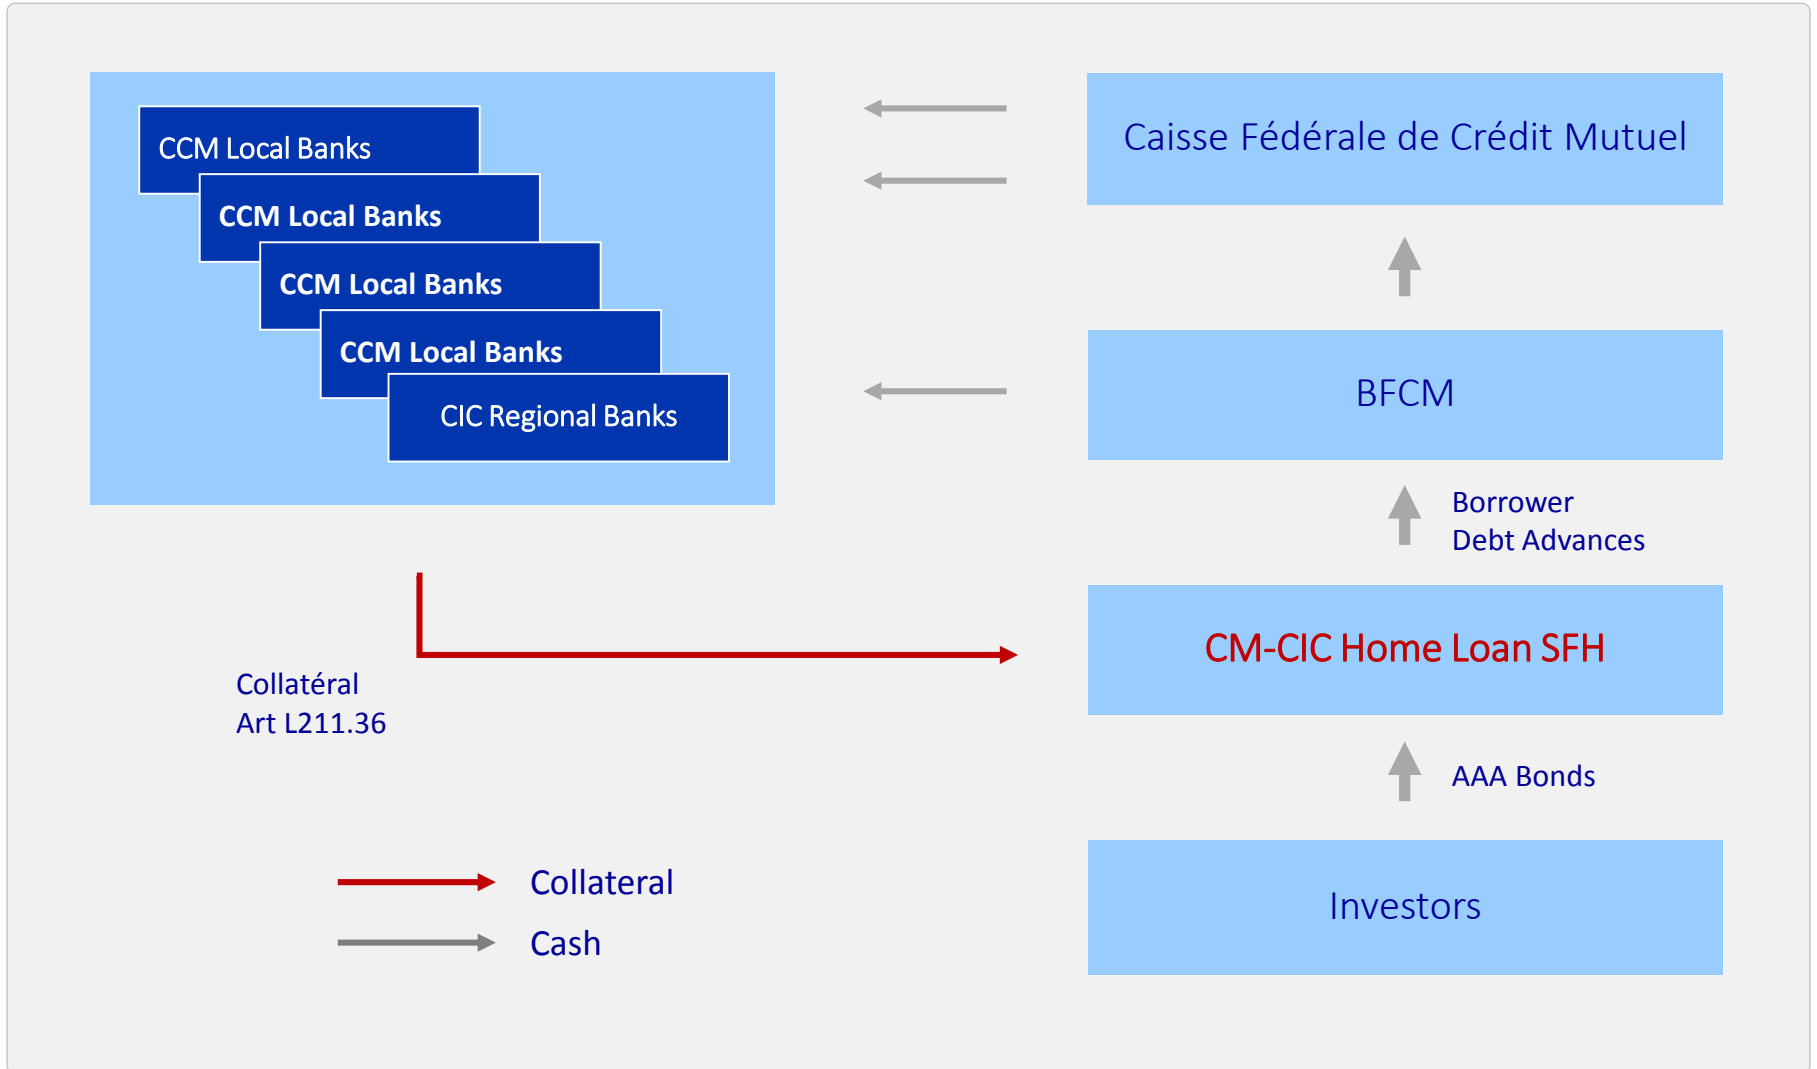 CCM Local Banks
CCM Local Banks
CCM Local Banks
CCM Local Banks
CIC Regional Banks
Caisse Fédérale de Crédit Mutuel
BFCM
Borrower
Debt Advances
CM-CIC Home Loan SFH
Collatéral
Art L211.36
AAA Bonds
Investors
Collateral
Cash